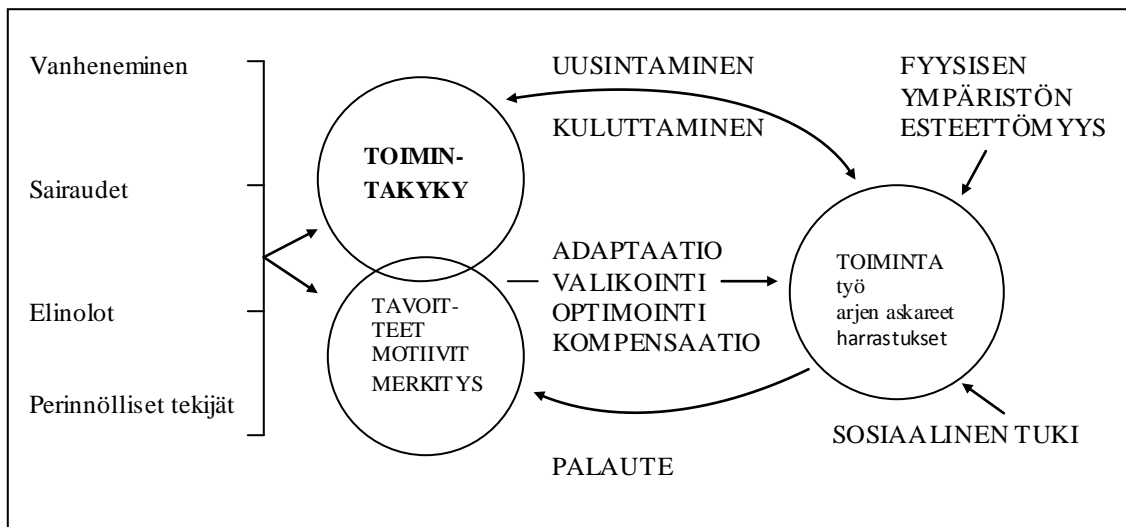 Vanheneminen
Sairaudet
Elinolot
Perinnölliset tekijät
TOIMIN-
TAKYKY
TAVOIT-
TEET
MOTIIVIT
MERKITYS
UUSINTAMINEN
KULUTTAMINEN
ADAPTAATIO
VALIKOINTI
OPTIMOINTI
KOMPENSAATIO
PALAUTE
FYYSISEN
YMPÄRISTÖN
ESTEETTÖMYYS
TOIMINTA
työ
arjen askareet
harrastukset
SOSIAALINEN TUKI